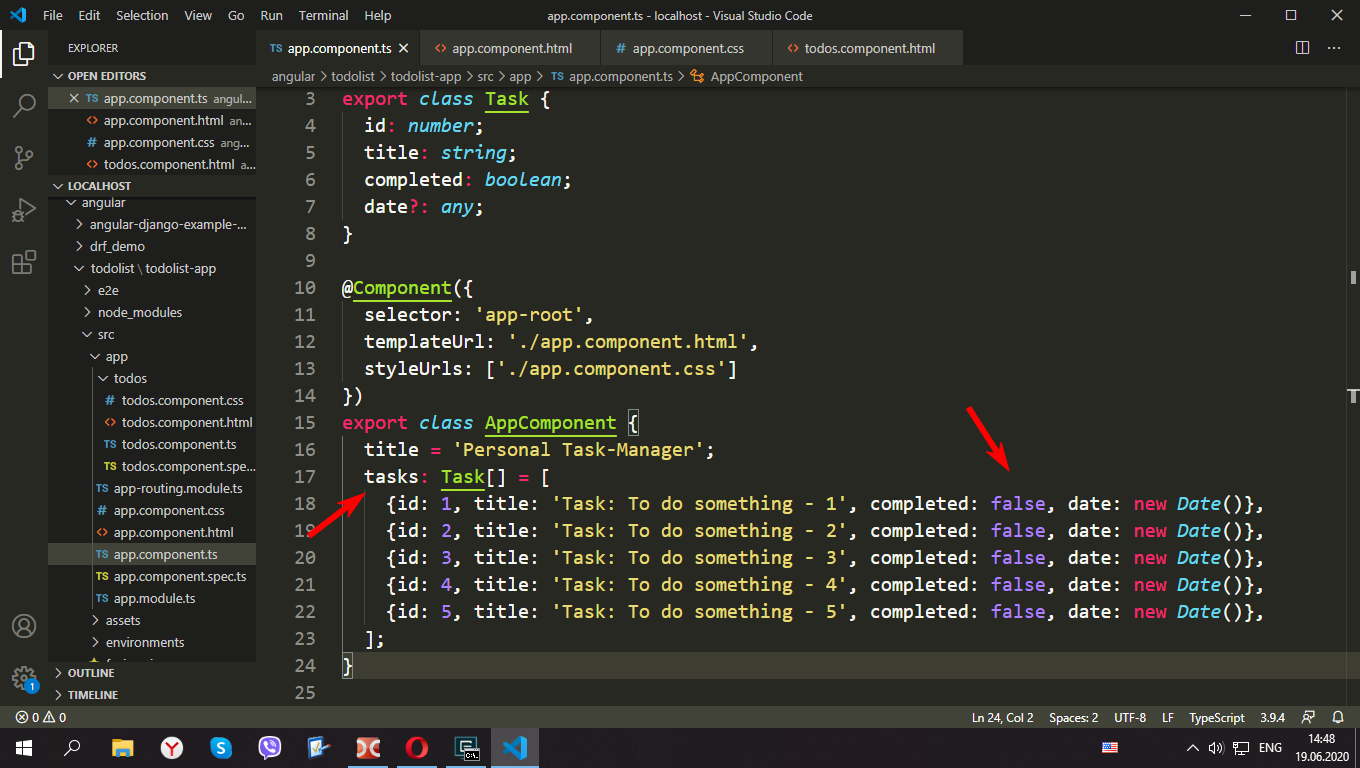 File Edit Selection View Go Run Terminal Help app.component.ts - localhost - Visual Studio Code
EXPLORER
OPEN EDITORS
TS app.component.ts angul...
<> app.component.html an...
# app.component.css ang...
<> todos.component.html a...
LOCALHOST
angular
angular-django-example-...
drf_demo
todolist \ todolist-app
e2e
node_modules
src
app
todos
# todos.component.css
<> todos.component.html
TS todos.component.ts
TS todos.component.spe...
TS app-routing.module.ts
# app.component.css
<> app.component.html
TS app.component.ts
TS app.component.spec.ts
TS app.module.ts
assets
environments
OUTLINE
TIMELINE
1
TS app.component.ts <> app.component.html # app.component.css <> todos.component.html
angular > todolist > todolist-app > src > app > TS app.component.ts > AppComponent
3 export class Task {
4 id: number;
5 title: string;
6 completed: boolean;
7 date?: any;
8 }
9
10 @Component({
11 selector: 'app-root',
12 templateUrl: './app.component.html',
13 styleUrls: ['./app.component.css']
14 })
15 export class AppComponent {
16 title = 'Personal Task-Manager';
17 tasks: Task[] = [
18 {id: 1, title: 'Task: To do something - 1', completed: false, date: new Date()},
19 {id: 2, title: 'Task: To do something - 2', completed: false, date: new Date()},
20 {id: 3, title: 'Task: To do something - 3', completed: false, date: new Date()},
21 {id: 4, title: 'Task: To do something - 4', completed: false, date: new Date()},
22 {id: 5, title: 'Task: To do something - 5', completed: false, date: new Date()},
23 ];
24 }
25
0 0 Ln 24, Col 2 Spaces: 2 UTF-8 LF TypeScript 3.9.4
ENG
14:48
19.06.2020